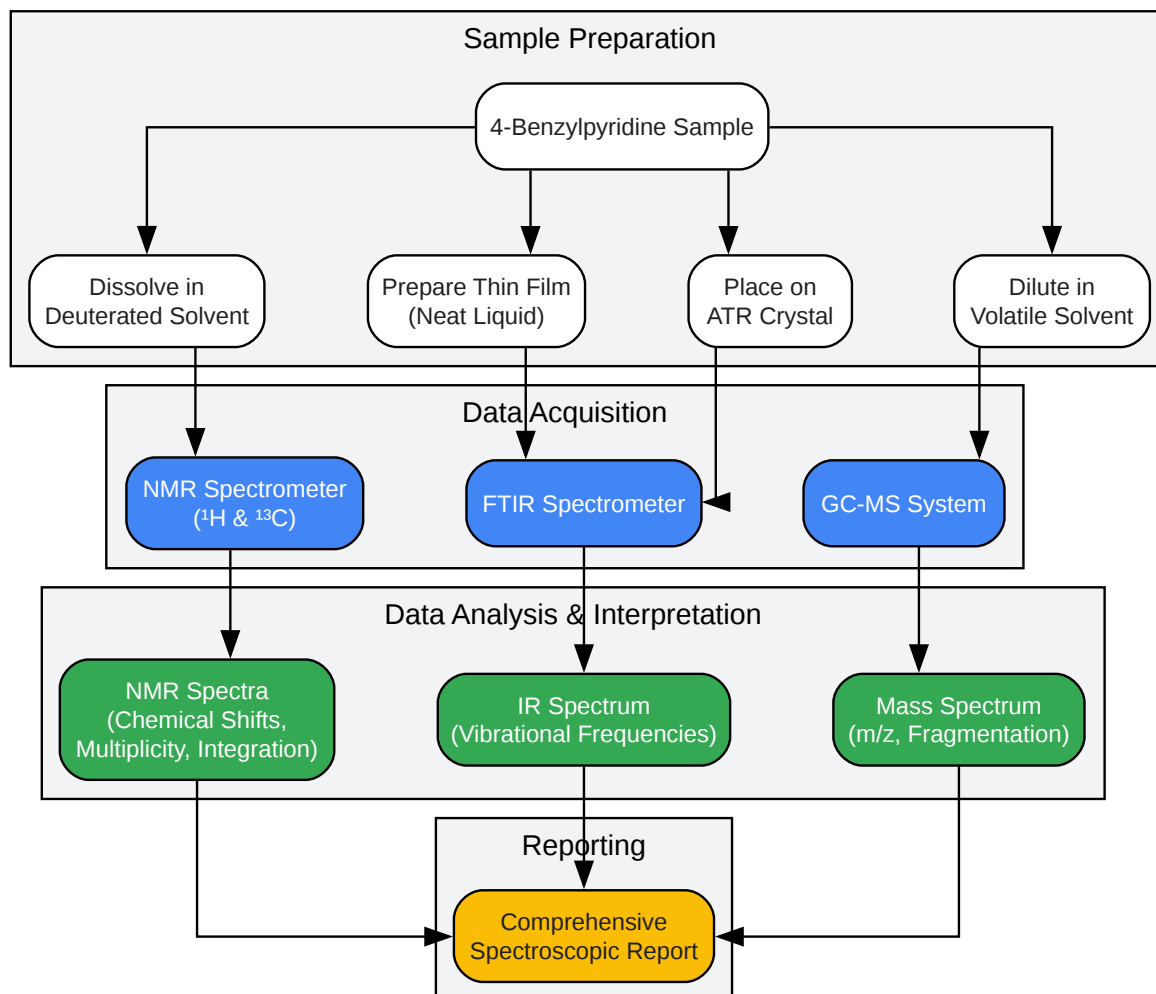 Sample Preparation
4-Benzylpyridine Sample
Dissolve in
Deuterated Solvent
Prepare Thin Film
(Neat Liquid)
Place on
ATR Crystal
Dilute in
Volatile Solvent
Data Acquisition
NMR Spectrometer
(¹H & ¹³C)
FTIR Spectrometer
GC-MS System
Data Analysis & Interpretation
NMR Spectra
(Chemical Shifts,
Multiplicity, Integration)
IR Spectrum
(Vibrational Frequencies)
Mass Spectrum
(m/z, Fragmentation)
Reporting
Comprehensive
Spectroscopic Report